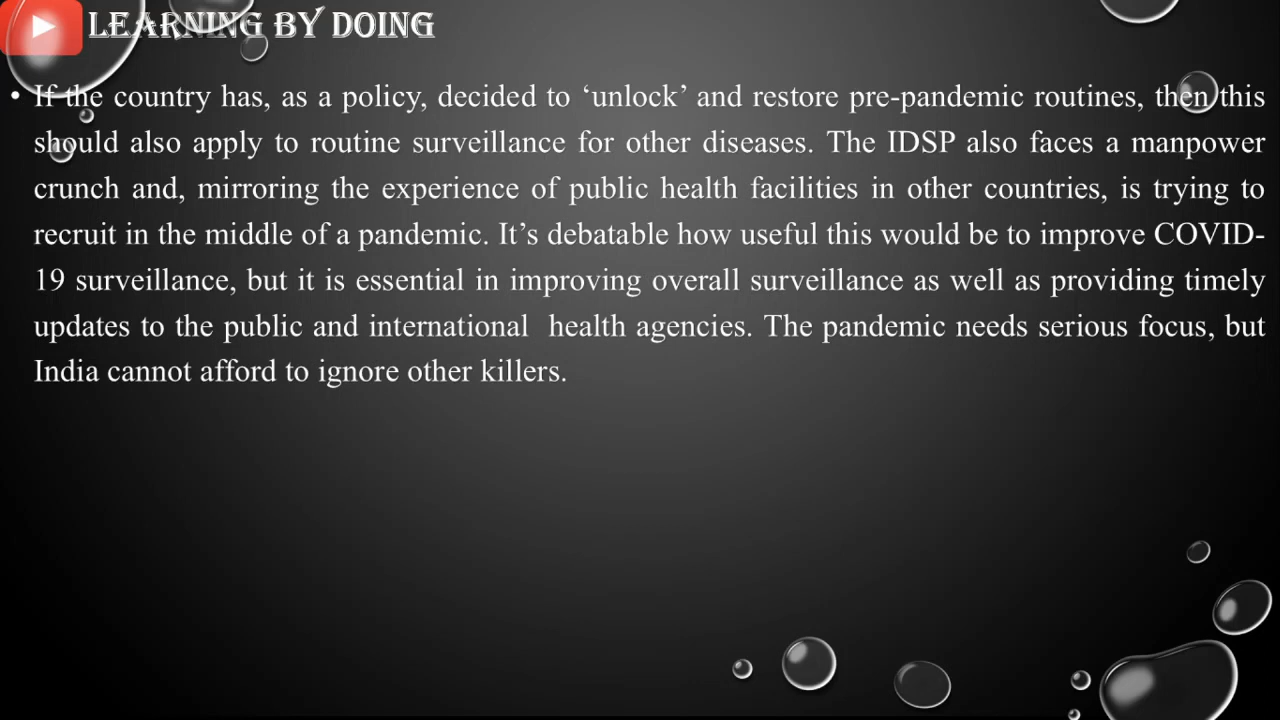 LEARNING BY DOING
• If the country has, as a policy, decided to ‘unlock’ and restore pre-pandemic routines, then this
should also apply to routine surveillance for other diseases. The IDSP also faces a manpower
crunch and, mirroring the experience of public health facilities in other countries, is trying to
recruit in the middle of a pandemic. It’s debatable how useful this would be to improve COVID-
19 surveillance, but it is essential in improving overall surveillance as well as providing timely
updates to the public and international  health agencies. The pandemic needs serious focus, but
India cannot afford to ignore other killers.